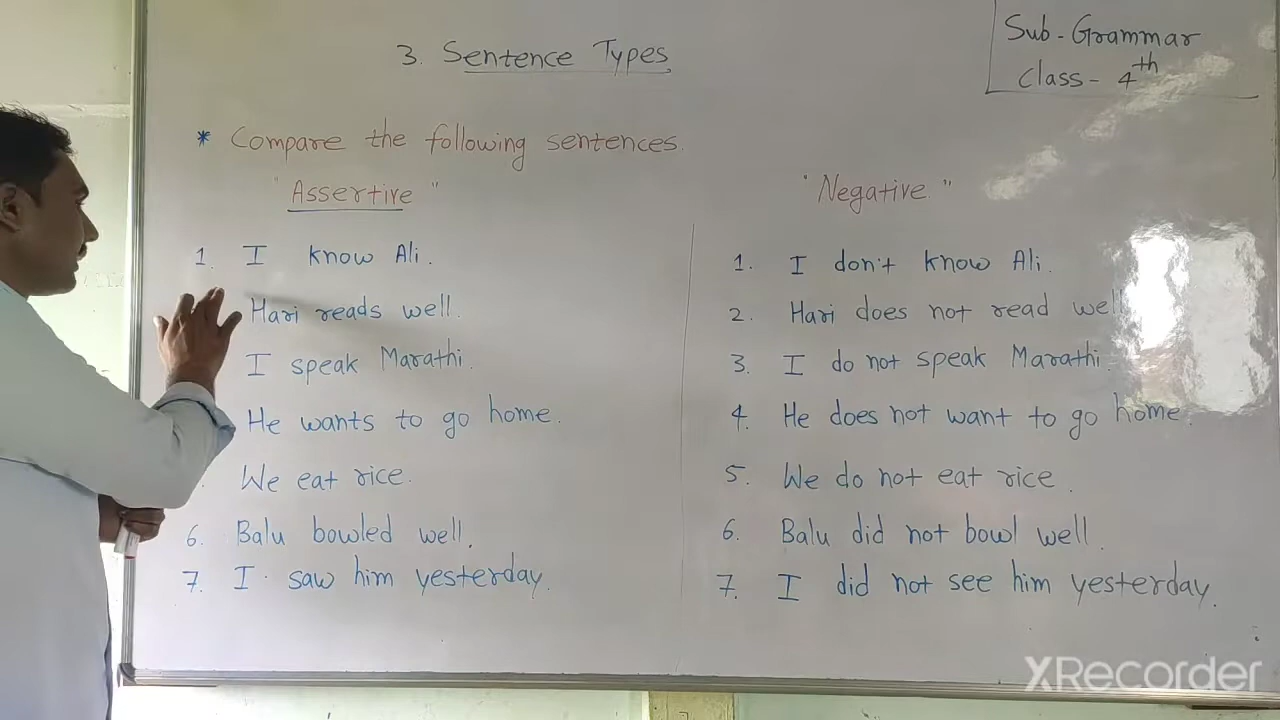 3. Sentence Types
Sub - Grammar
Class - 4th
* Compare the following sentences.
"Assertive"
1. I know Ali.
Hari reads well.
I speak Marathi.
He wants to go home.
We eat rice.
6. Balu bowled well.
7. I saw him yesterday.
"Negative"
1. I don't know Ali.
2. Hari does not read well
3. I do not speak Marathi.
4. He does not want to go home.
5. We do not eat rice.
6. Balu did not bowl well.
7. I did not see him yesterday.
XRecorder